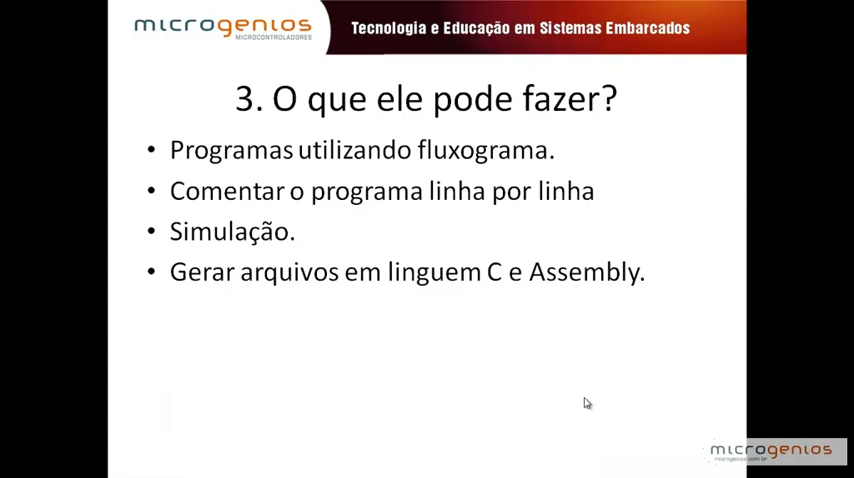 microgenios
MICROCONTROLADORES
Tecnologia e Educação em Sistemas Embarcados
3. O que ele pode fazer?
• Programas utilizando fluxograma.
• Comentar o programa linha por linha
• Simulação.
• Gerar arquivos em linguem C e Assembly.
microgenios
microgenios.com.br